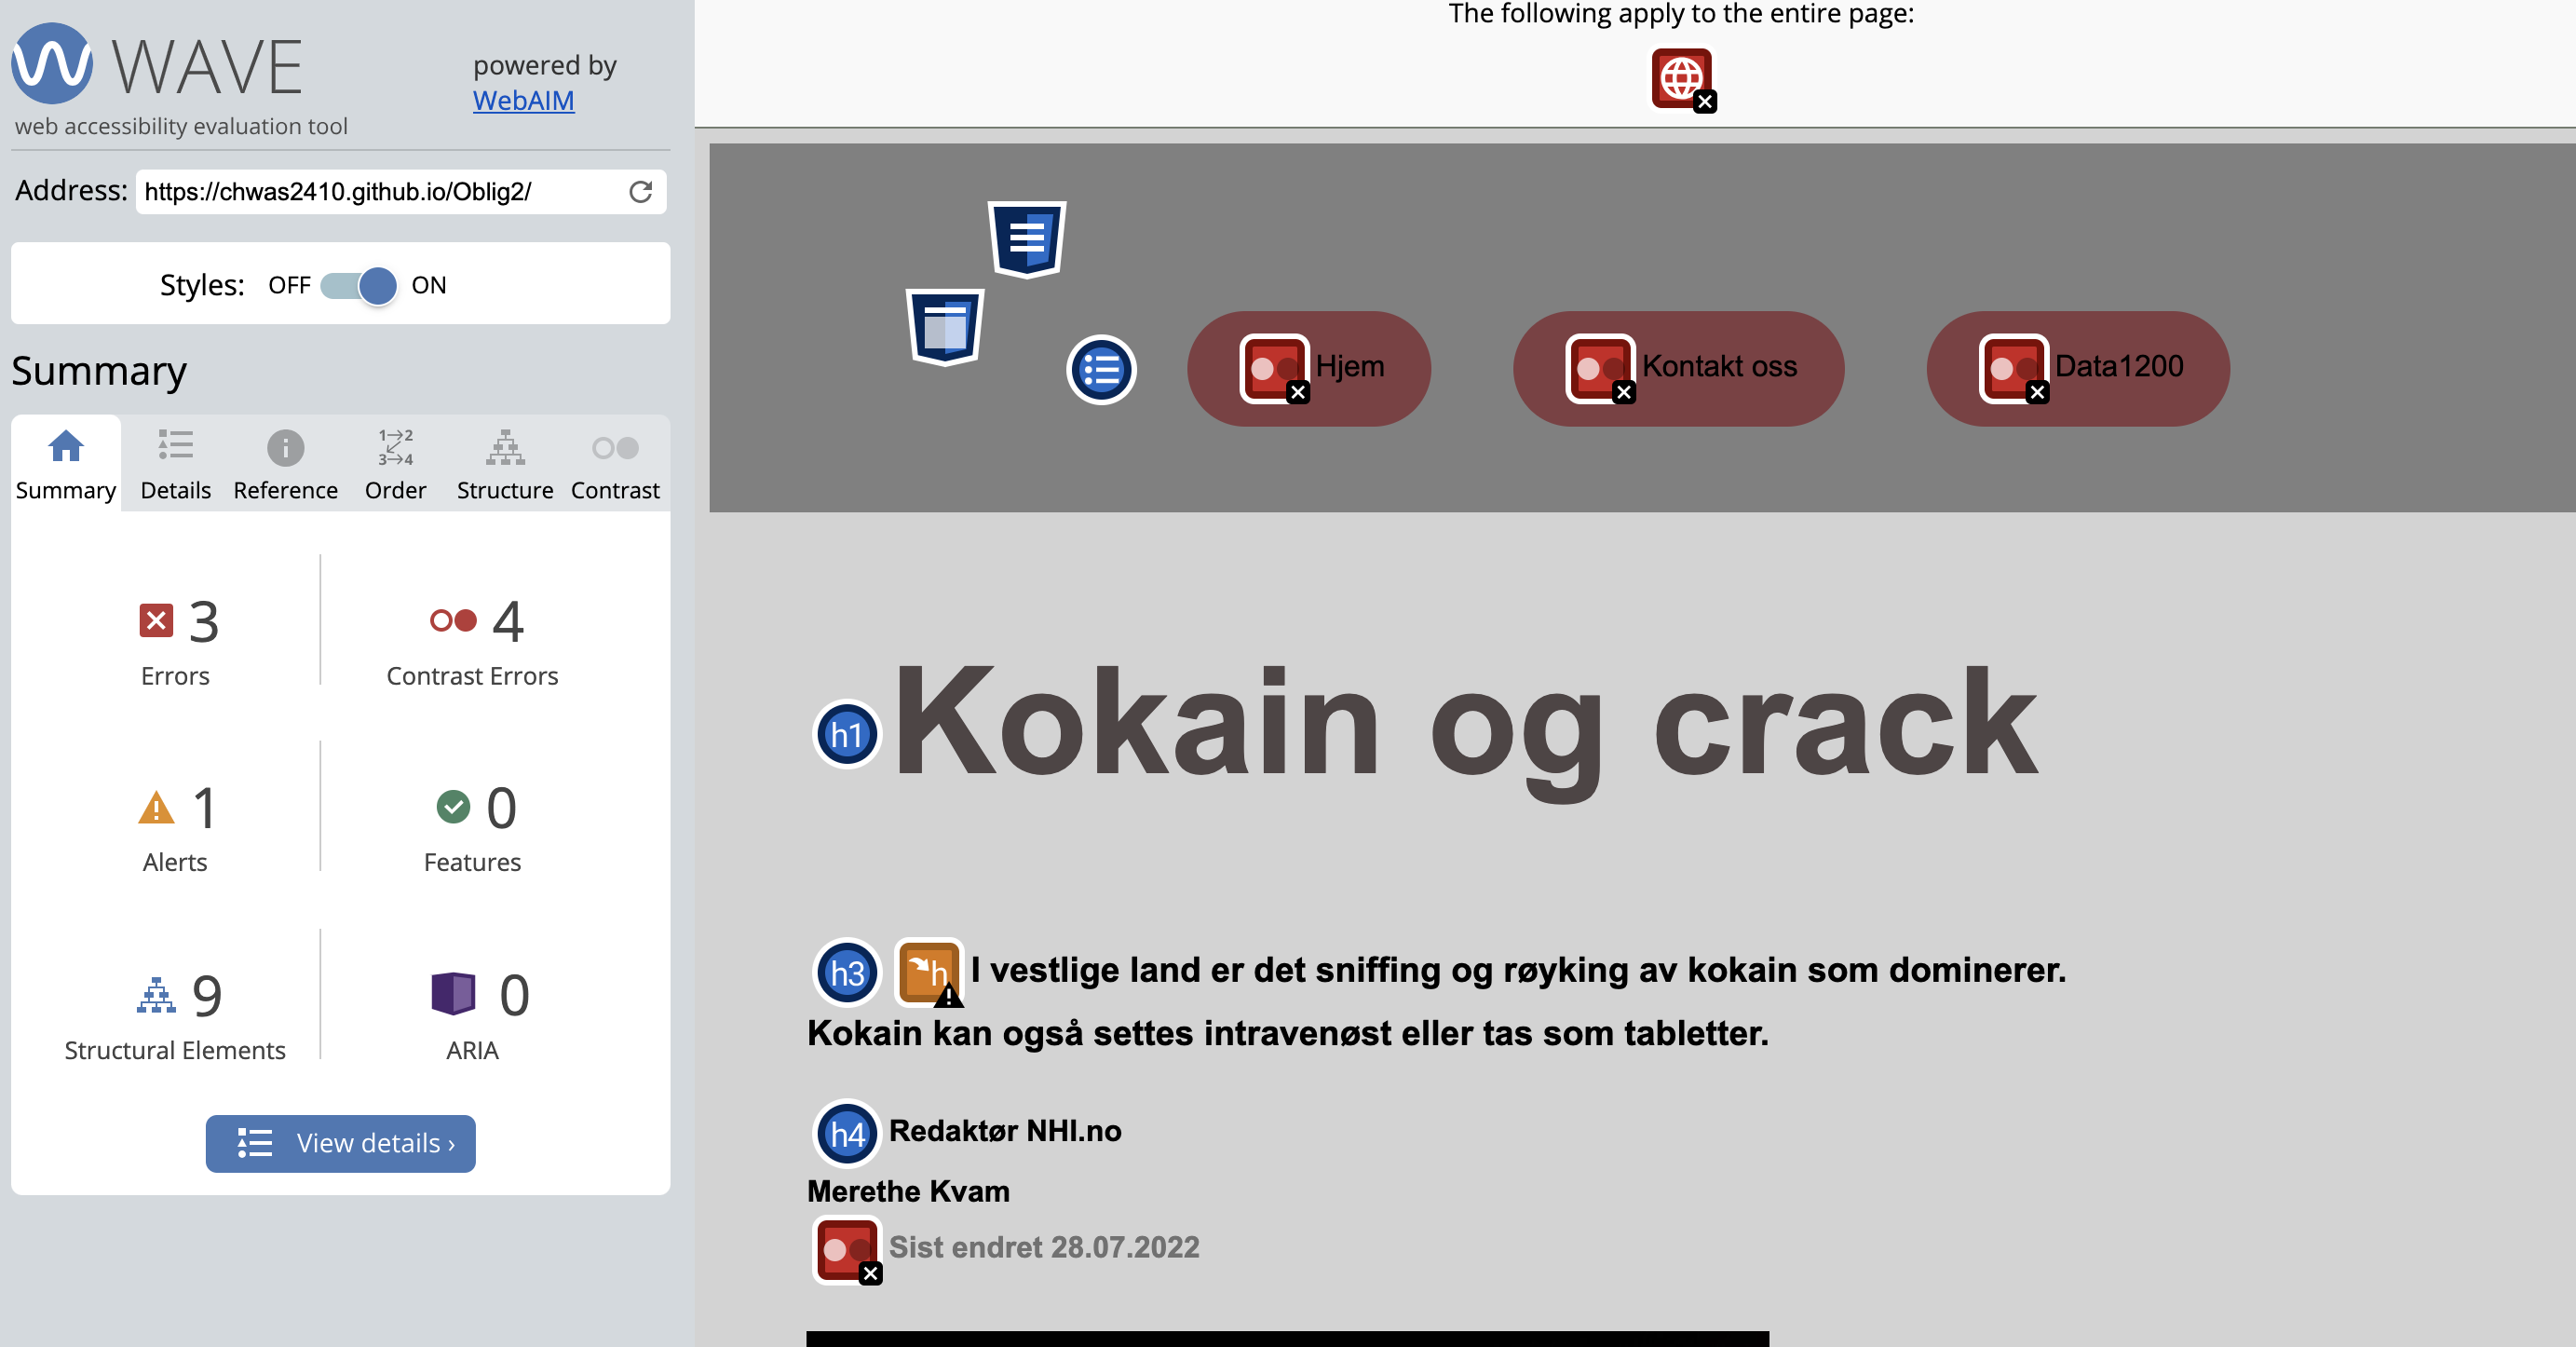 WAVE
powered by
WebAIM
web accessibility evaluation tool
Address: https://chwas2410.github.io/Oblig2/
Styles: OFF ON
Summary
Summary Details Reference Order Structure Contrast
1→2
3→4
3 Errors
4 Contrast Errors
1 Alerts
0 Features
9 Structural Elements
0 ARIA
View details ›
The following apply to the entire page:
Hjem
Kontakt oss
Data1200
h1 Kokain og crack
h3 h I vestlige land er det sniffing og røyking av kokain som dominerer.
Kokain kan også settes intravenøst eller tas som tabletter.
h4 Redaktør NHI.no
Merethe Kvam
Sist endret 28.07.2022